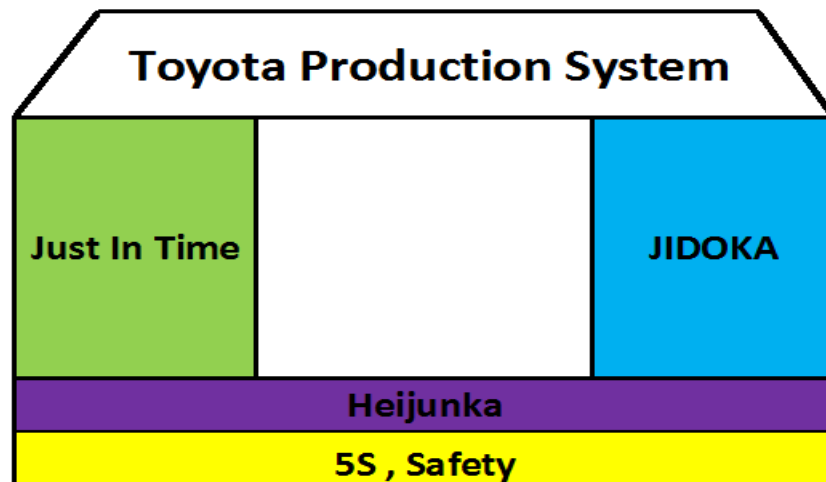 Toyota Production System
Just In Time
JIDOKA
Heijunka
5S , Safety